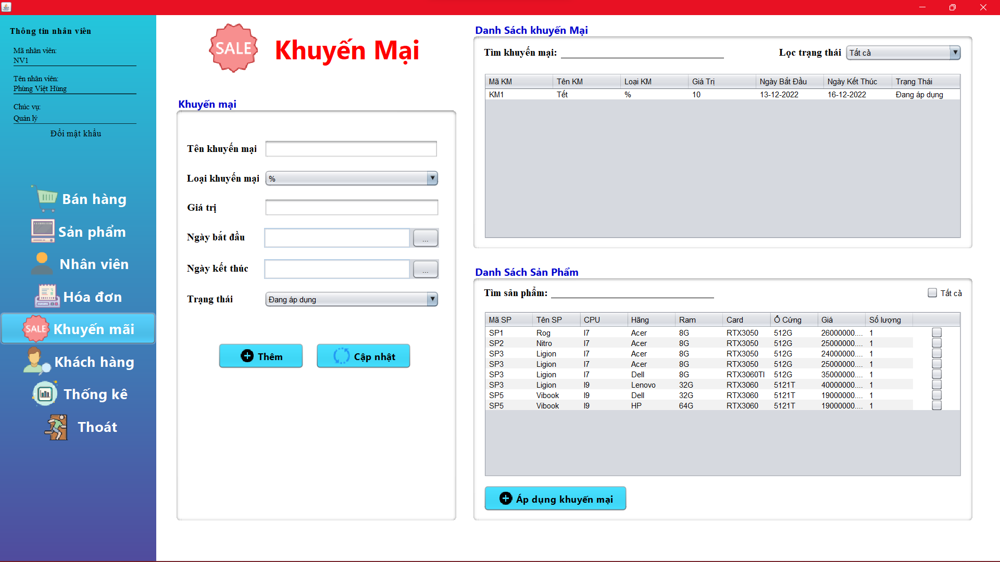 Thông tin nhân viên
Mã nhân viên:
NV1
Tên nhân viên:
Phùng Việt Hùng
Chức vụ:
Quản lý
Đổi mật khẩu
Bán hàng
Sản phẩm
Nhân viên
Hóa đơn
SALE Khuyến mãi
Khách hàng
Thống kê
Thoát
SALE Khuyến Mại
Khuyến mại
Tên khuyến mại
Loại khuyến mại %
Giá trị
Ngày bắt đầu ...
Ngày kết thúc ...
Trạng thái Đang áp dụng
Thêm Cập nhật
Danh Sách khuyến Mại
Tìm khuyến mại: Lọc trạng thái Tất cả
Mã KM Tên KM Loại KM Giá Trị Ngày Bắt Đầu Ngày Kết Thúc Trạng Thái
KM1 Tết % 10 13-12-2022 16-12-2022 Đang áp dụng
Danh Sách Sản Phẩm
Tìm sản phẩm: Tất cả
Mã SP Tên SP CPU Hãng Ram Card Ổ Cứng Giá Số lượng
SP1 Rog I7 Acer 8G RTX3050 512G 26000000.... 1
SP2 Nitro I7 Acer 8G RTX3050 512G 25000000.... 1
SP3 Ligion I7 Acer 8G RTX3050 512G 24000000.... 1
SP3 Ligion I7 Acer 8G RTX3050 512G 25000000.... 1
SP3 Ligion I7 Dell 8G RTX3060TI 512G 35000000.... 1
SP3 Ligion I9 Lenovo 32G RTX3060 5121T 40000000.... 1
SP5 Vibook I9 Dell 32G RTX3060 5121T 19000000.... 1
SP5 Vibook I9 HP 64G RTX3060 5121T 19000000.... 1
Áp dụng khuyến mại